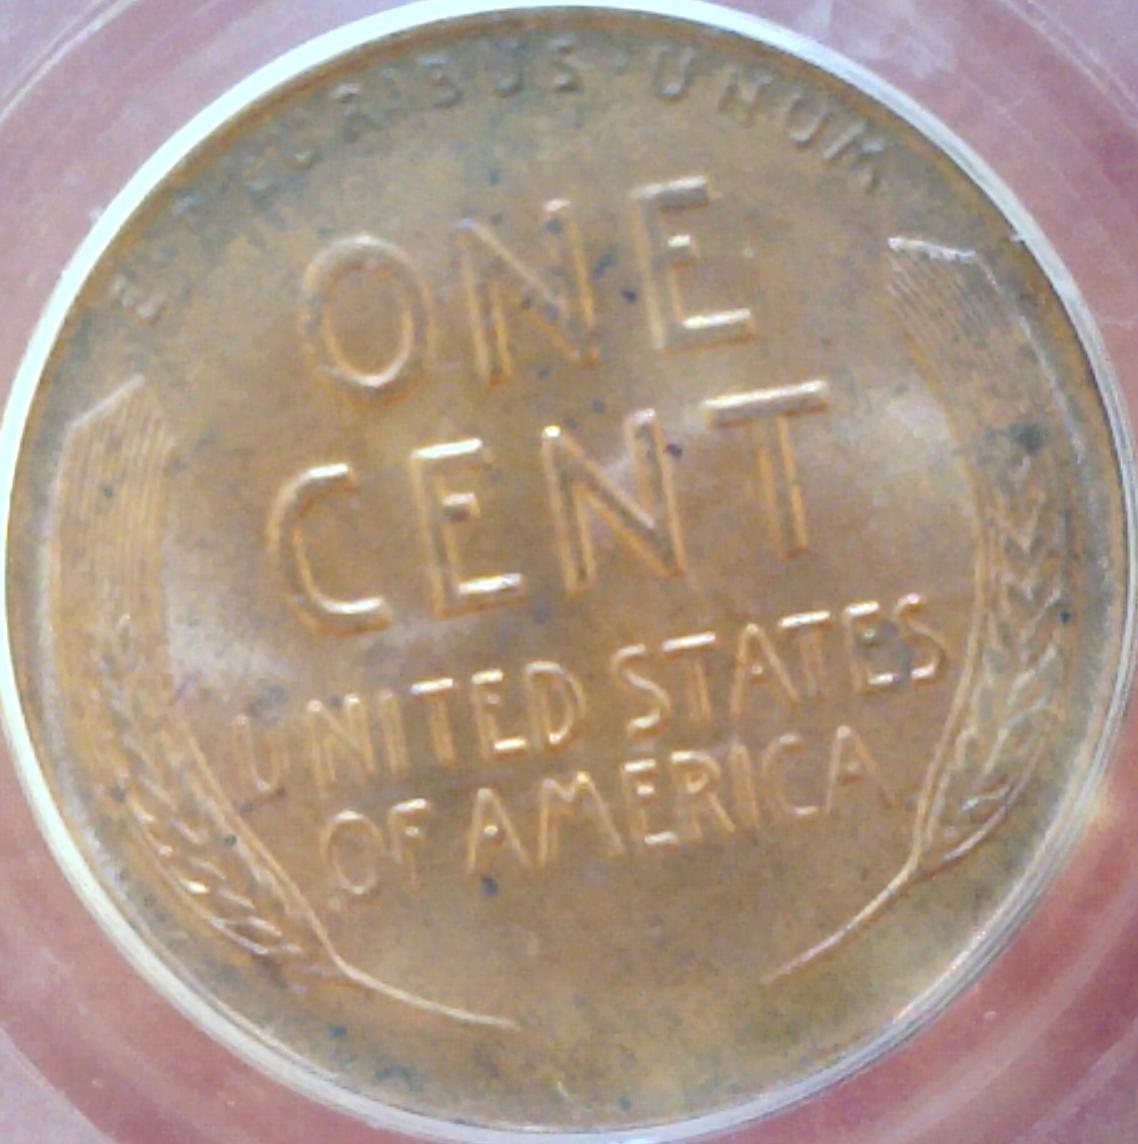 E · PLURIBUS · UNUM
ONE
CENT
UNITED STATES
OF AMERICA